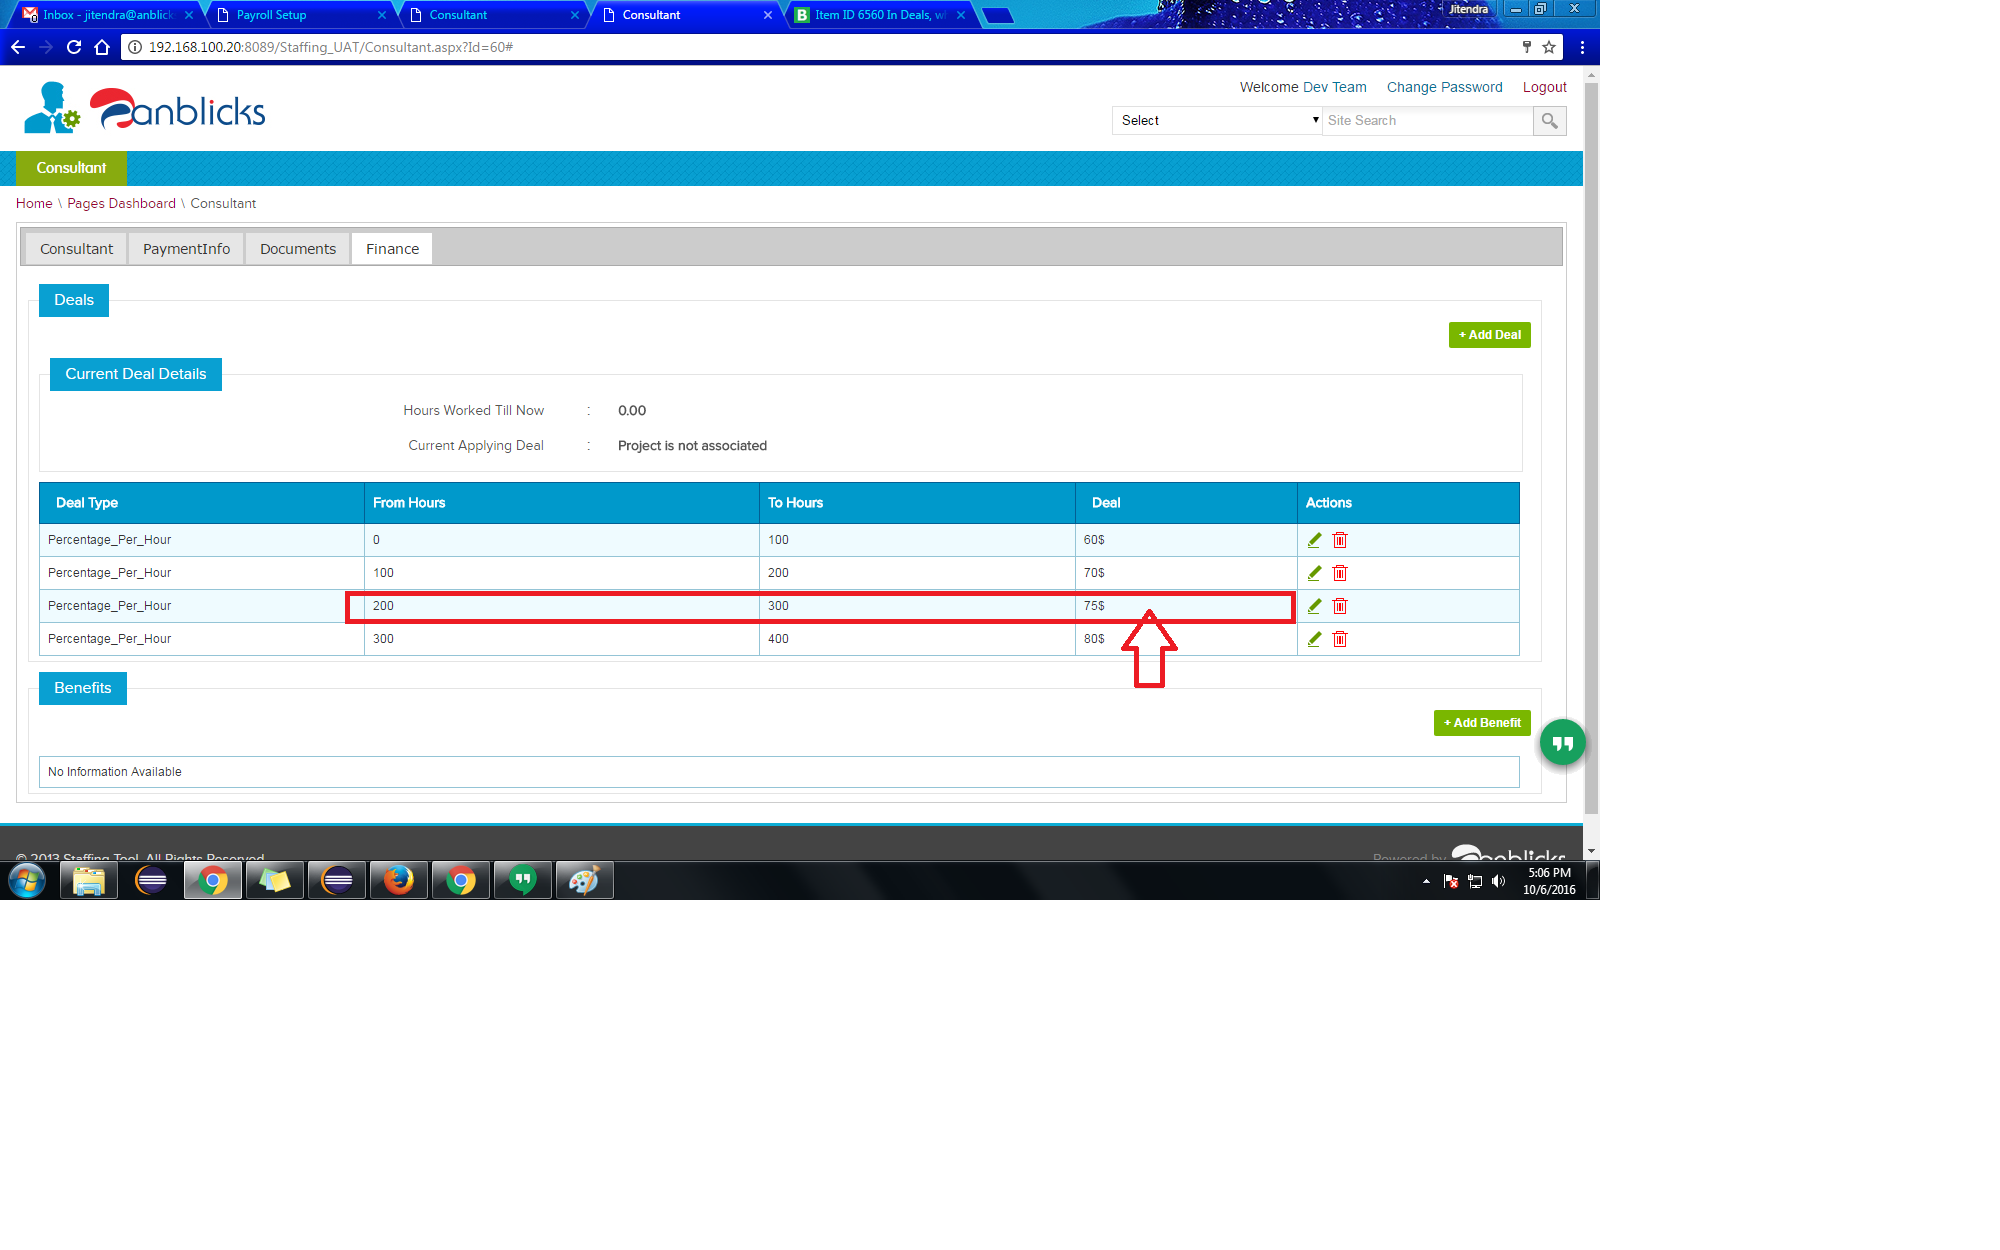 Inbox - jitendra@anblick
Payroll Setup
Consultant
Consultant
Item ID 6560 In Deals, w
Jitendra
192.168.100.20:8089/Staffing_UAT/Consultant.aspx?Id=60#
Welcome Dev Team Change Password Logout
anblicks
Select
Site Search
Consultant
Home \ Pages Dashboard \ Consultant
Consultant PaymentInfo Documents Finance
Deals
+ Add Deal
Current Deal Details
Hours Worked Till Now : 0.00
Current Applying Deal : Project is not associated
Deal Type From Hours To Hours Deal Actions
Percentage_Per_Hour 0 100 60$
Percentage_Per_Hour 100 200 70$
Percentage_Per_Hour 200 300 75$
Percentage_Per_Hour 300 400 80$
Benefits
+ Add Benefit
No Information Available
© 2013 Staffing Tool. All Rights Reserved
Powered by anblicks
5:06 PM
10/6/2016